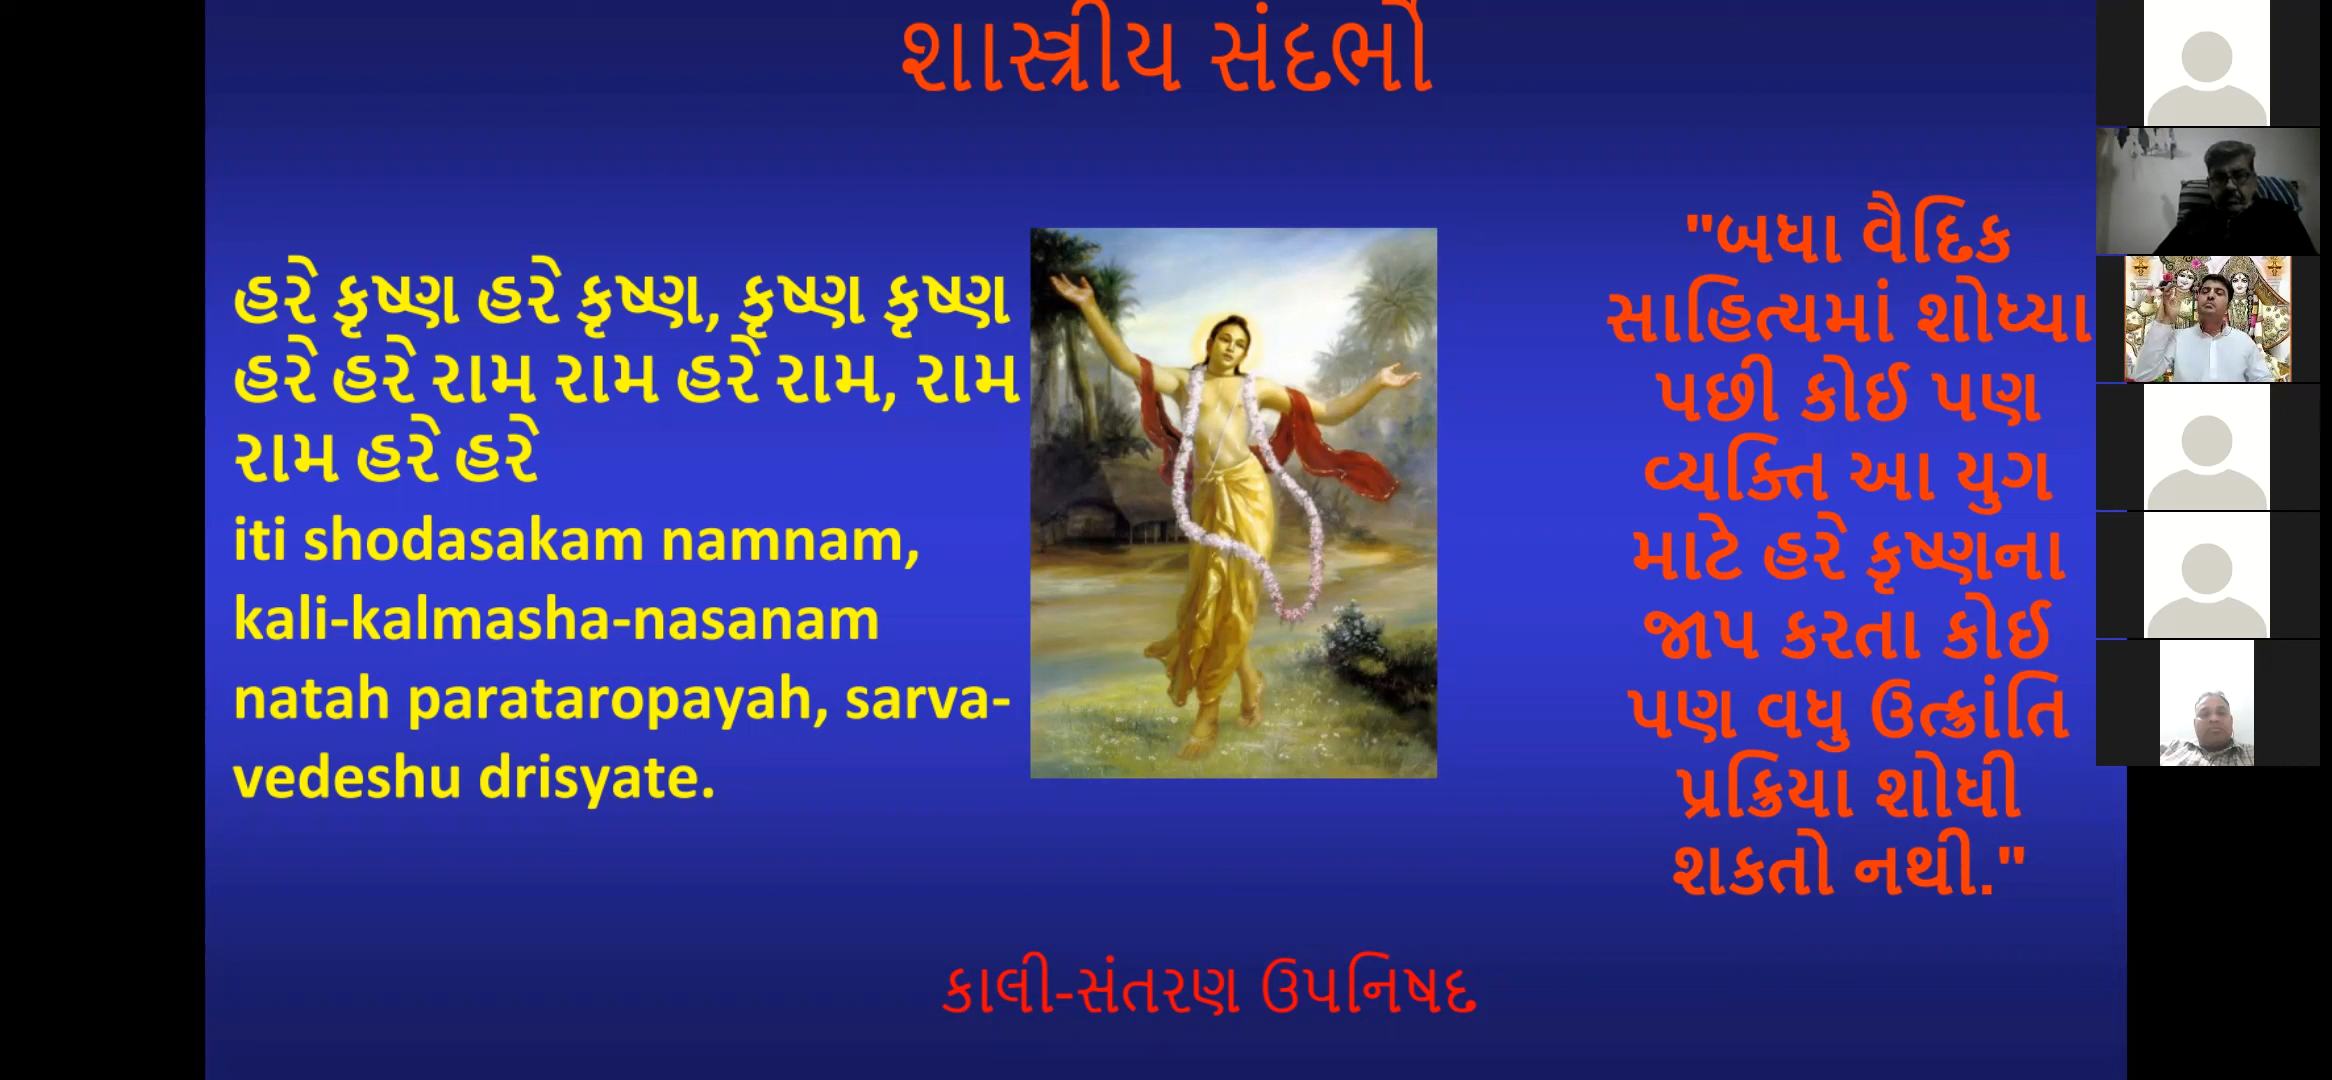 શાસ્ત્રીય સંદર્ભો
હરે કૃષ્ણ હરે કૃષ્ણ, કૃષ્ણ કૃષ્ણ
હરે હરે રામ રામ હરે રામ, રામ
રામ હરે હરે
iti shodasakam namnam,
kali-kalmasha-nasanam
natah parataropayah, sarva-
vedeshu drisyate.
"બધા વૈદિક
સાહિત્યમાં શોધ્યા
પછી કોઈ પણ
વ્યક્તિ આ યુગ
માટે હરે કૃષ્ણના
જાપ કરતા કોઈ
પણ વધુ ઉત્ક્રાંતિ
પ્રક્રિયા શોધી
શકતો નથી."
કાલી-સંતરણ ઉપનિષદ